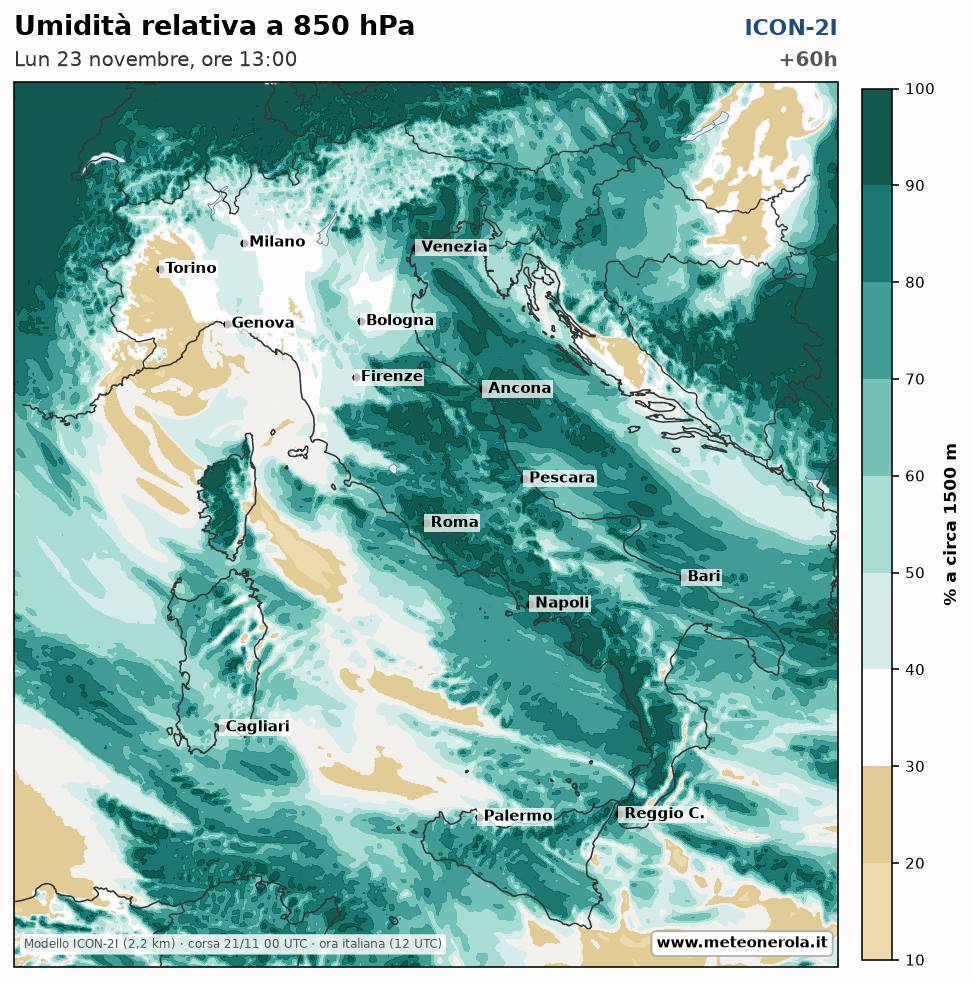 Umidità relativa a 850 hPa
ICON-2I
Lun 23 novembre, ore 13:00
+60h
100
90
80
70
60
50
40
30
20
10
% a circa 1500 m
Milano
Venezia
Torino
Genova
Bologna
Firenze
Ancona
Pescara
Roma
Bari
Napoli
Cagliari
Palermo
Reggio C.
Modello ICON-2I (2,2 km) · corsa 21/11 00 UTC · ora italiana (12 UTC)
www.meteonerola.it